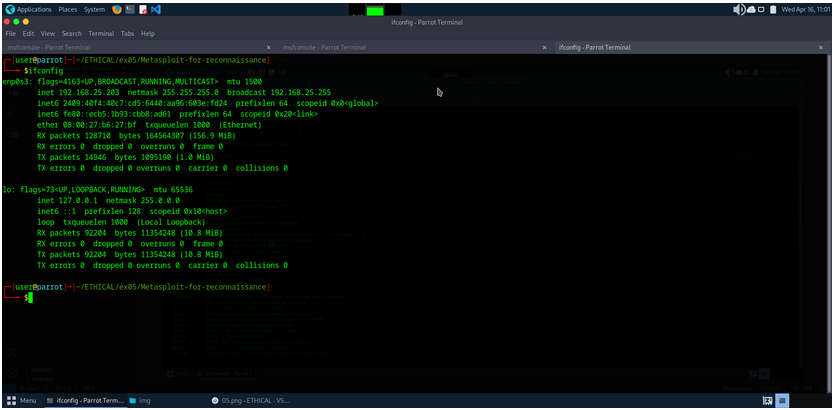 Applications Places System
Wed Apr 16, 11:01
ifconfig - Parrot Terminal
File Edit View Search Terminal Tabs Help
msfconsole - Parrot Terminal × msfconsole - Parrot Terminal × ifconfig - Parrot Terminal ×
[user@parrot]-[~/ETHICAL/ex05/Metasploit-for-reconnaissance]
$ifconfig
enp0s3: flags=4163<UP,BROADCAST,RUNNING,MULTICAST> mtu 1500
inet 192.168.25.203 netmask 255.255.255.0 broadcast 192.168.25.255
inet6 2409:40f4:40c7:cd5:6440:aa96:603e:fd24 prefixlen 64 scopeid 0x0<global>
inet6 fe80::ecb5:1b93:cbb8:ad61 prefixlen 64 scopeid 0x20<link>
ether 08:00:27:b6:27:bf txqueuelen 1000 (Ethernet)
RX packets 128710 bytes 164564307 (156.9 MiB)
RX errors 0 dropped 0 overruns 0 frame 0
TX packets 14946 bytes 1095190 (1.0 MiB)
TX errors 0 dropped 0 overruns 0 carrier 0 collisions 0
lo: flags=73<UP,LOOPBACK,RUNNING> mtu 65536
inet 127.0.0.1 netmask 255.0.0.0
inet6 ::1 prefixlen 128 scopeid 0x10<host>
loop txqueuelen 1000 (Local Loopback)
RX packets 92204 bytes 11354248 (10.8 MiB)
RX errors 0 dropped 0 overruns 0 frame 0
TX packets 92204 bytes 11354248 (10.8 MiB)
TX errors 0 dropped 0 overruns 0 carrier 0 collisions 0
[user@parrot]-[~/ETHICAL/ex05/Metasploit-for-reconnaissance]
$
Menu ifconfig - Parrot Term... img 05.png - ETHICAL - VS...